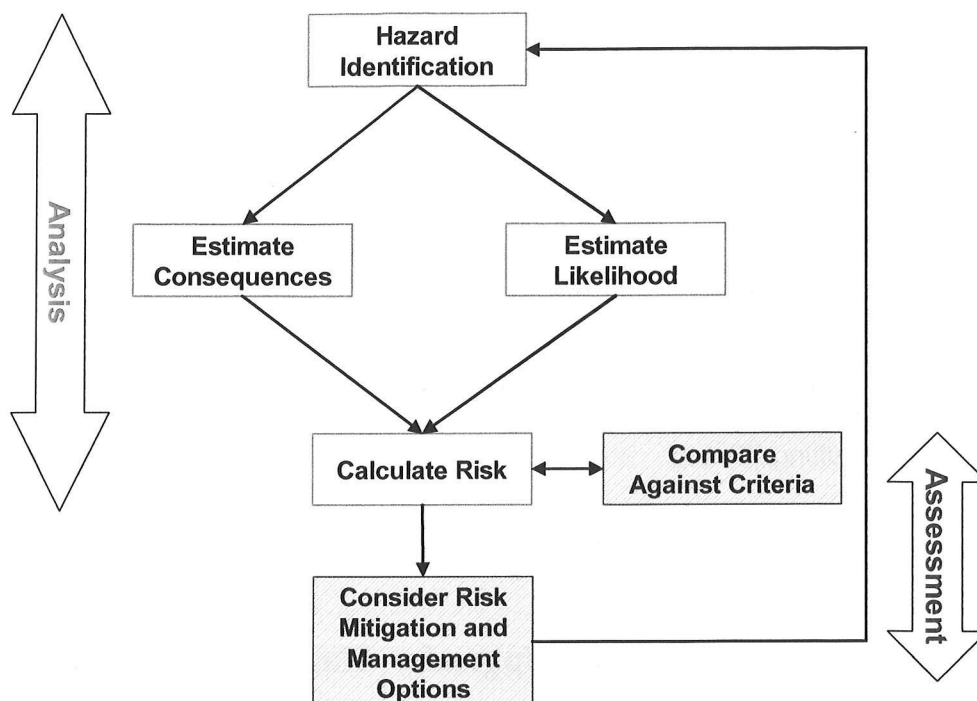 Hazard
Identification
Analysis
Estimate
Consequences
Estimate
Likelihood
Calculate Risk
Compare
Against Criteria
Assessment
Consider Risk
Mitigation and
Management
Options